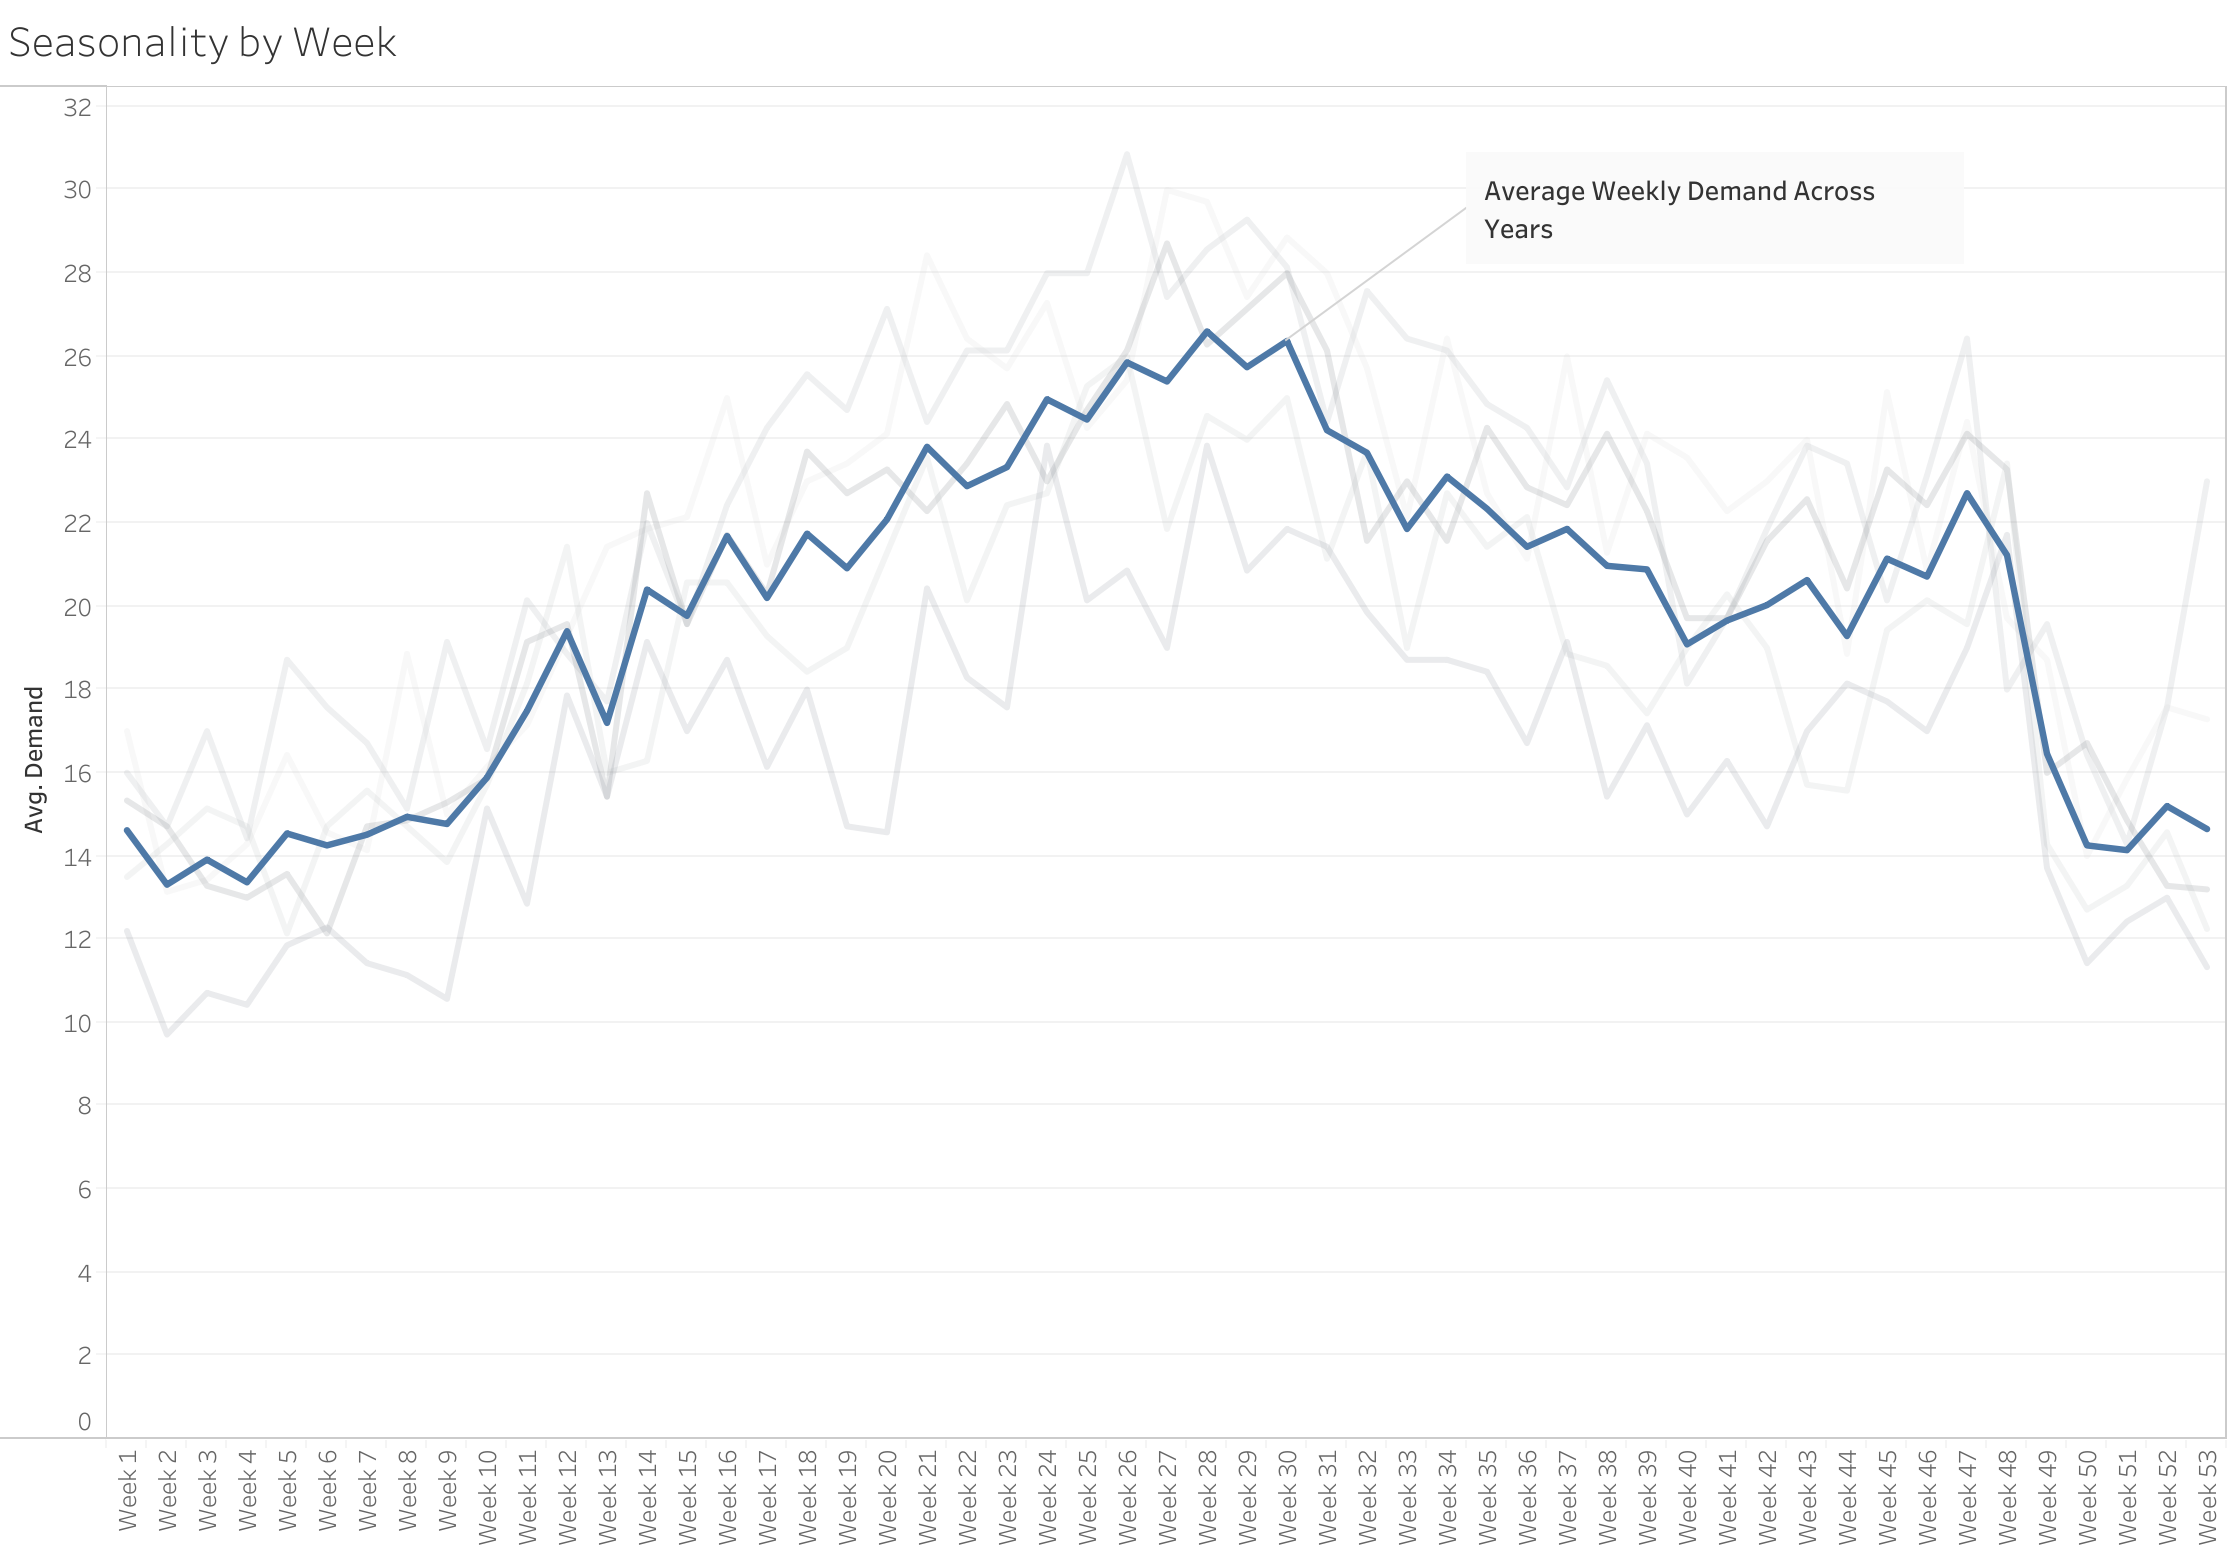 Seasonality by Week
32
30
28
26
24
22
20
18
16
14
12
10
8
6
4
2
0
Avg. Demand
Average Weekly Demand Across
Years
Week 1
Week 2
Week 3
Week 4
Week 5
Week 6
Week 7
Week 8
Week 9
Week 10
Week 11
Week 12
Week 13
Week 14
Week 15
Week 16
Week 17
Week 18
Week 19
Week 20
Week 21
Week 22
Week 23
Week 24
Week 25
Week 26
Week 27
Week 28
Week 29
Week 30
Week 31
Week 32
Week 33
Week 34
Week 35
Week 36
Week 37
Week 38
Week 39
Week 40
Week 41
Week 42
Week 43
Week 44
Week 45
Week 46
Week 47
Week 48
Week 49
Week 50
Week 51
Week 52
Week 53